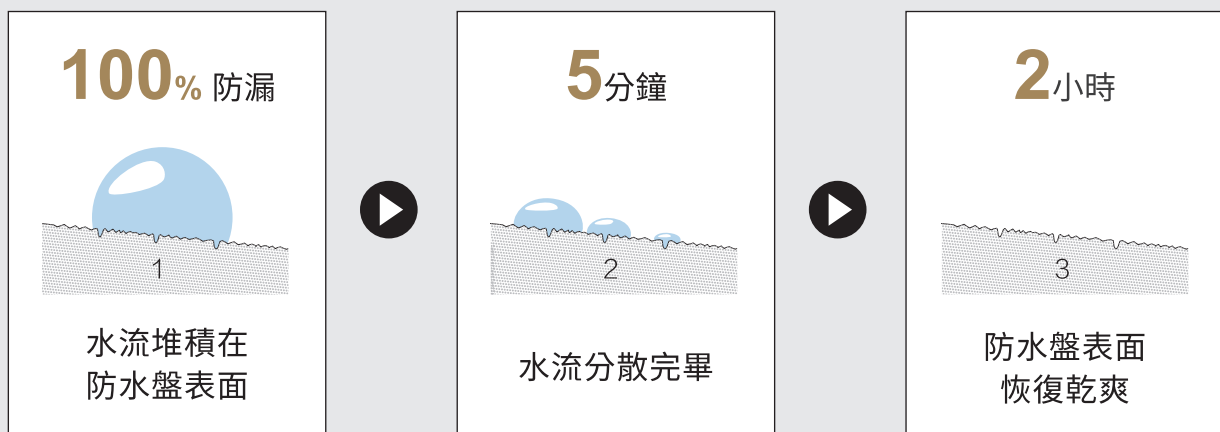 100% 防漏
1
水流堆積在
防水盤表面
5分鐘
2
水流分散完畢
2小時
3
防水盤表面
恢復乾爽